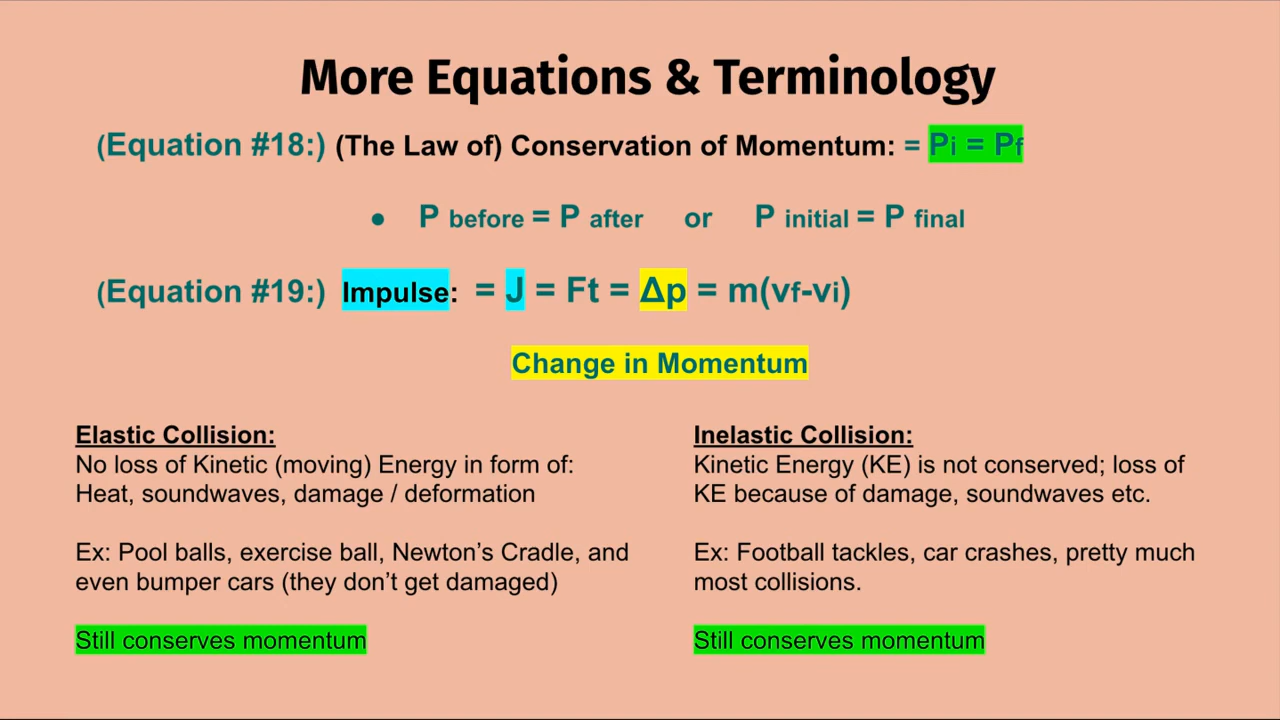 More Equations & Terminology
(Equation #18:) (The Law of) Conservation of Momentum: = Pi = Pf
● P before = P after or P initial = P final
(Equation #19:) Impulse: = J = Ft = Δp = m(vf-vi)
Change in Momentum
Elastic Collision:
No loss of Kinetic (moving) Energy in form of:
Heat, soundwaves, damage / deformation
Ex: Pool balls, exercise ball, Newton’s Cradle, and
even bumper cars (they don’t get damaged)
Still conserves momentum
Inelastic Collision:
Kinetic Energy (KE) is not conserved; loss of
KE because of damage, soundwaves etc.
Ex: Football tackles, car crashes, pretty much
most collisions.
Still conserves momentum